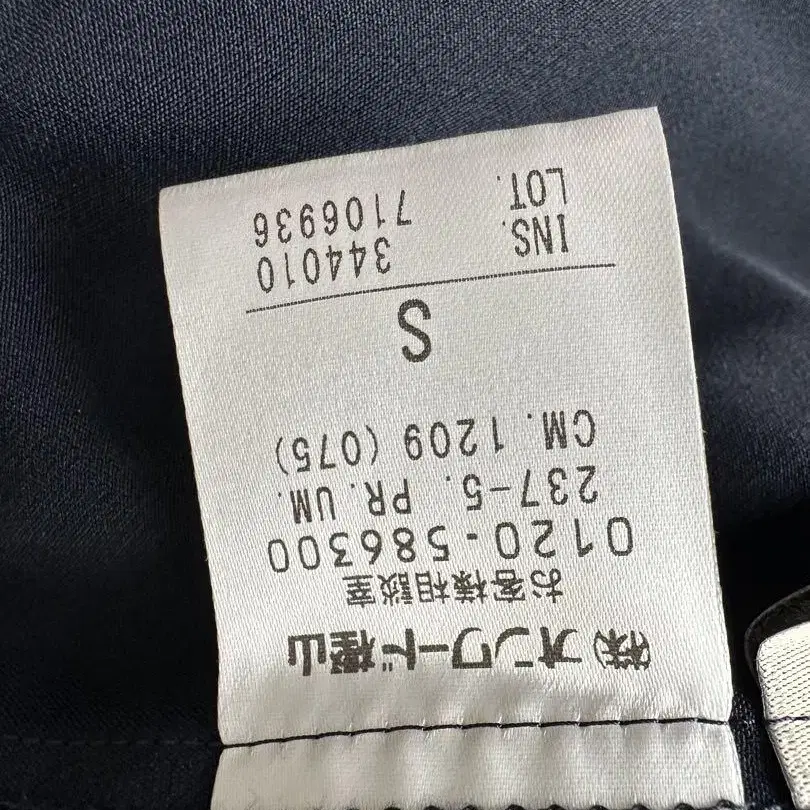 (株)オンワード樫山
お客様相談室
0120-586300
237-5. PR. UM.
CM. 1209 (075)
S
INS. 344010
LOT. 7106936